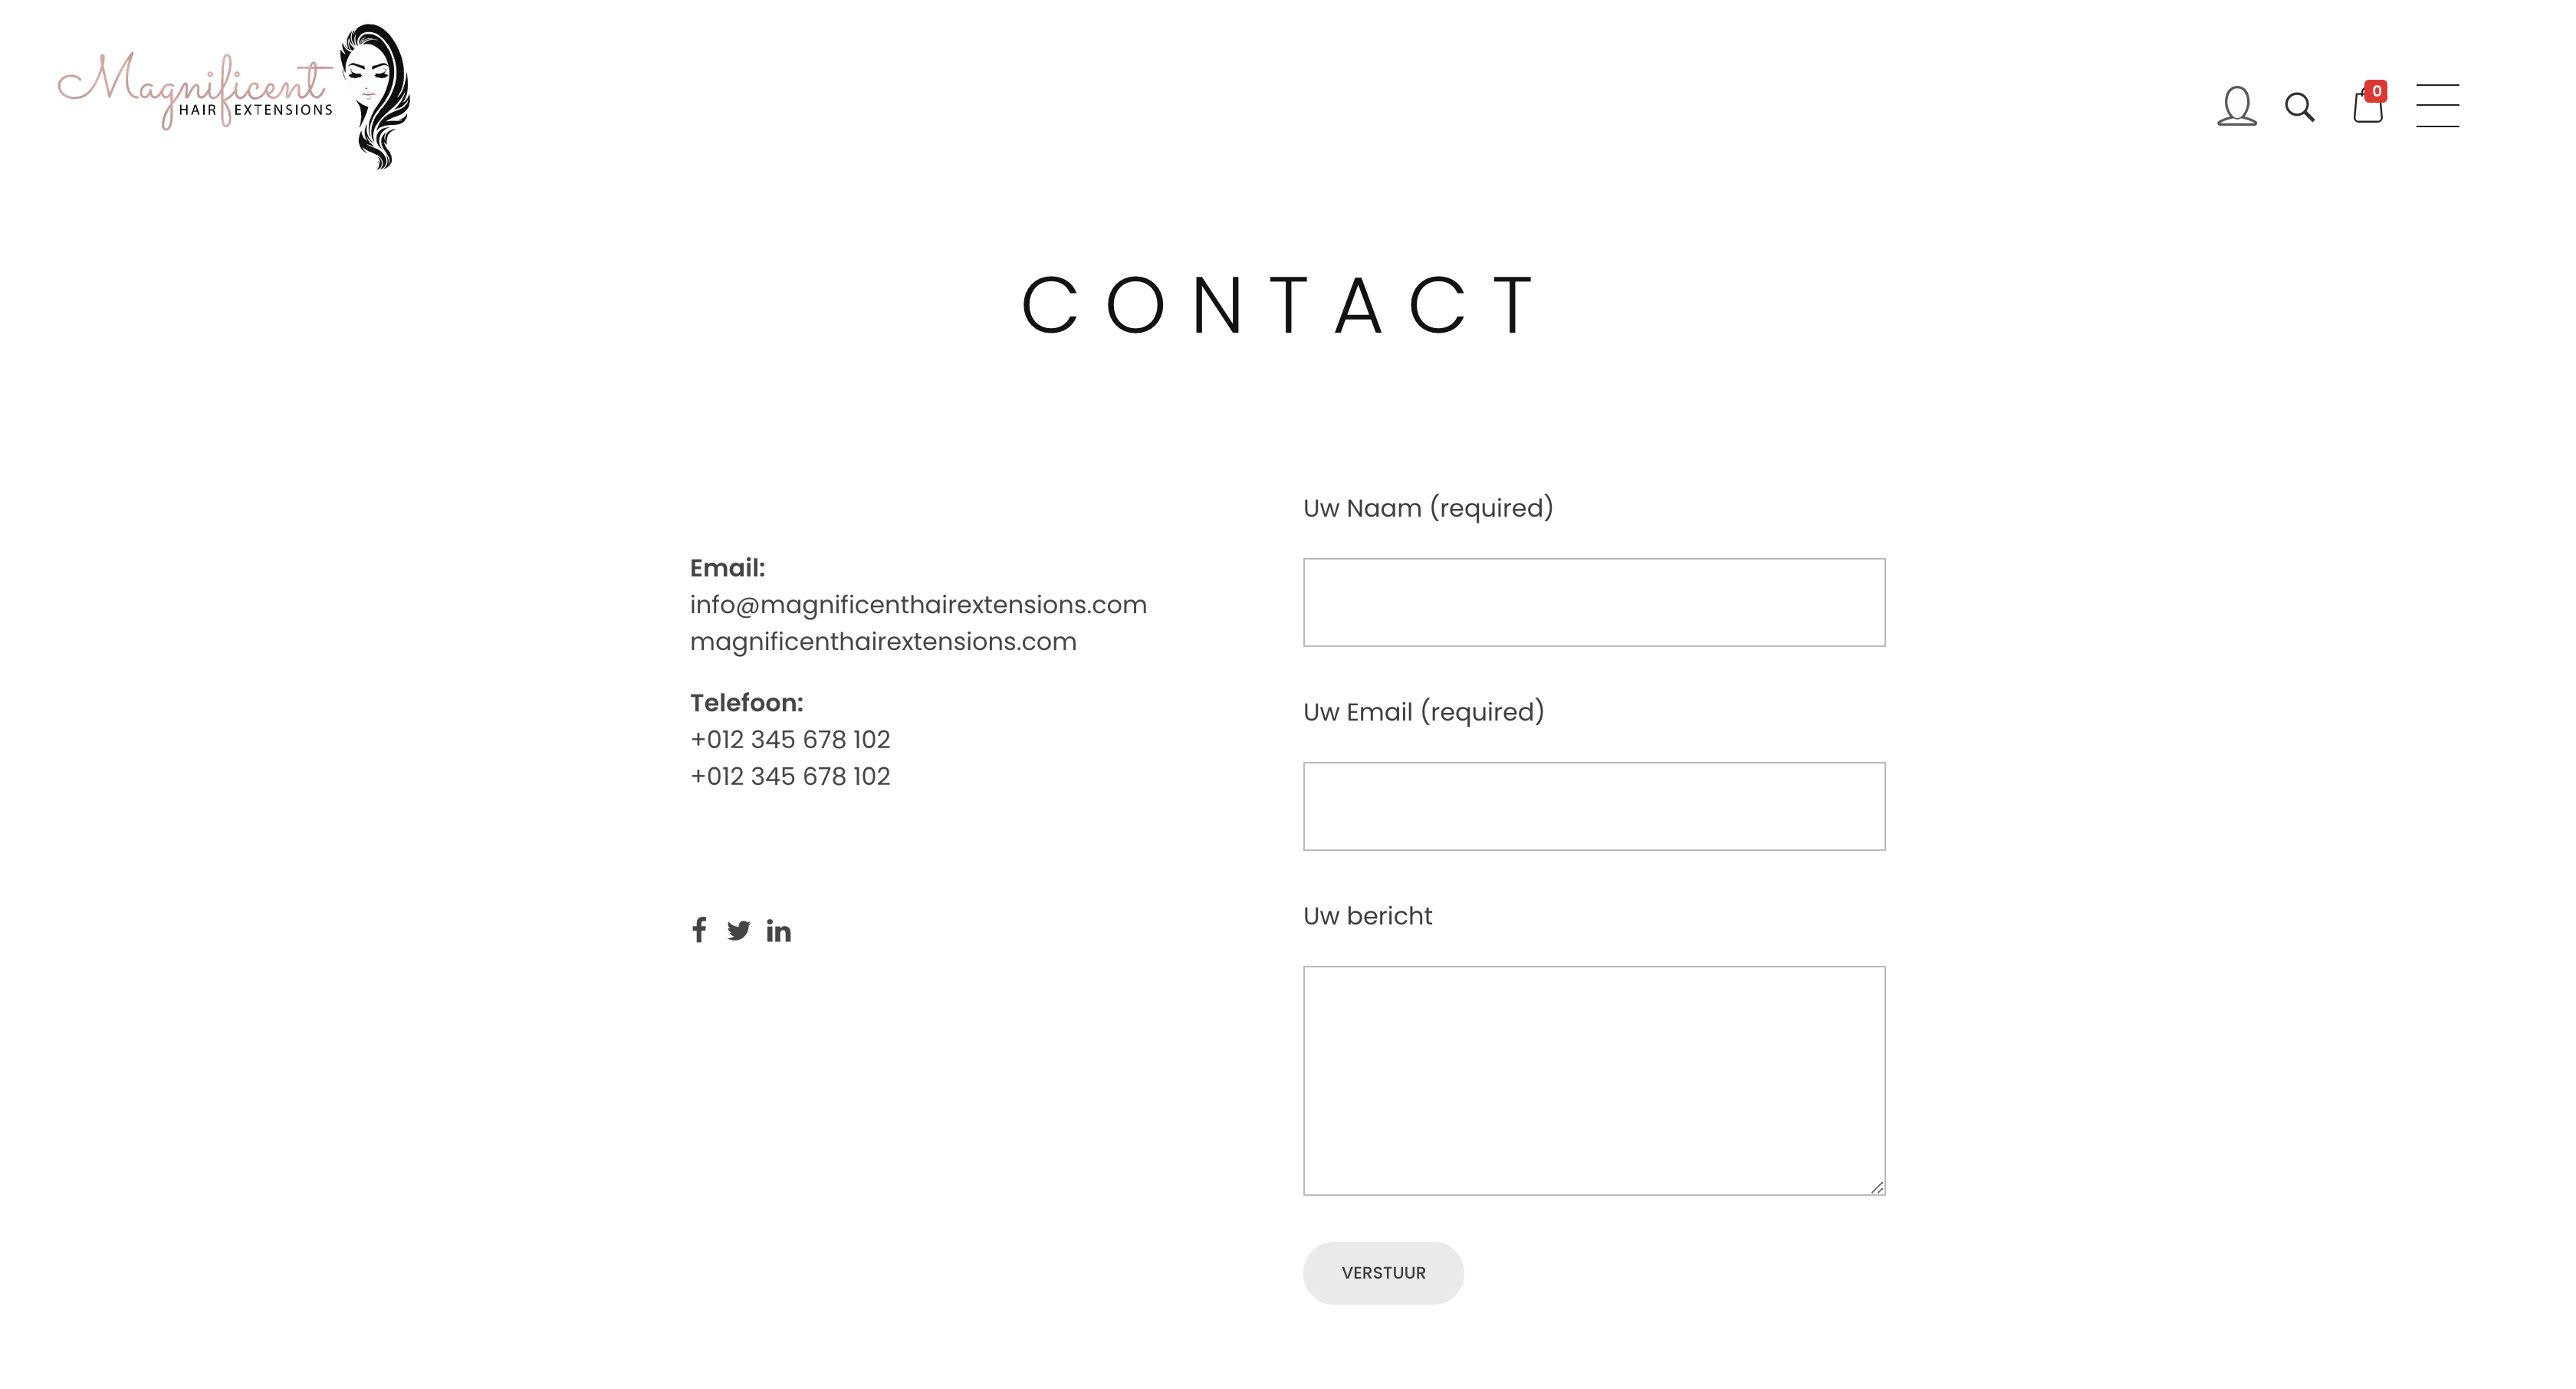 Magnificent
HAIR EXTENSIONS
0
CONTACT
Email:
info@magnificenthairextensions.com
magnificenthairextensions.com
Telefoon:
+012 345 678 102
+012 345 678 102
Uw Naam (required)
Uw Email (required)
Uw bericht
VERSTUUR